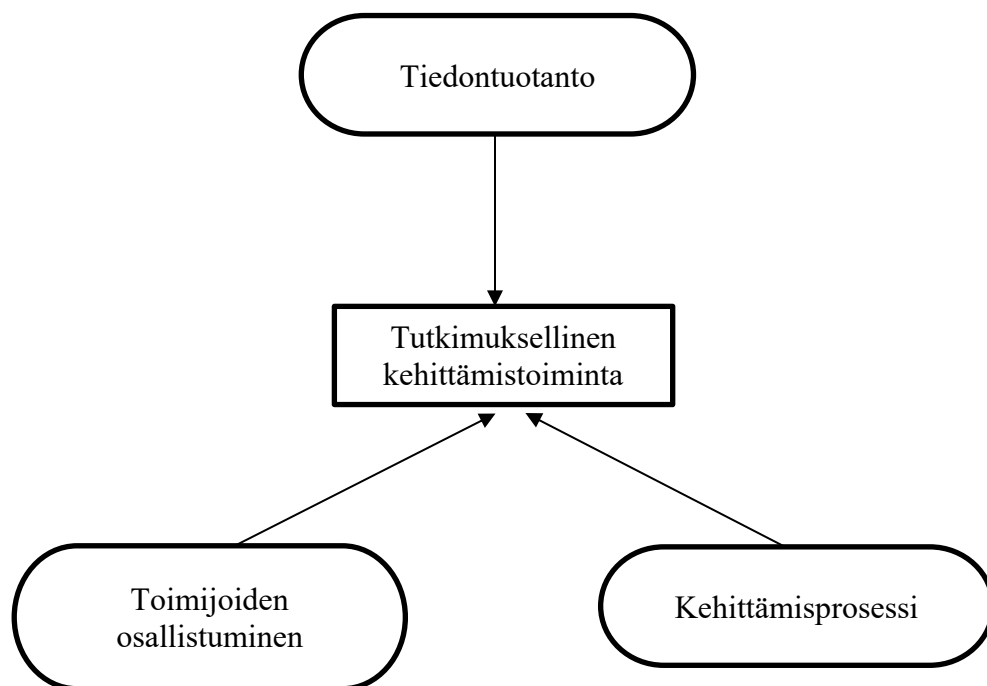 Tiedontuotanto
Tutkimuksellinen
kehittämistoiminta
Toimijoiden
osallistuminen
Kehittämisprosessi